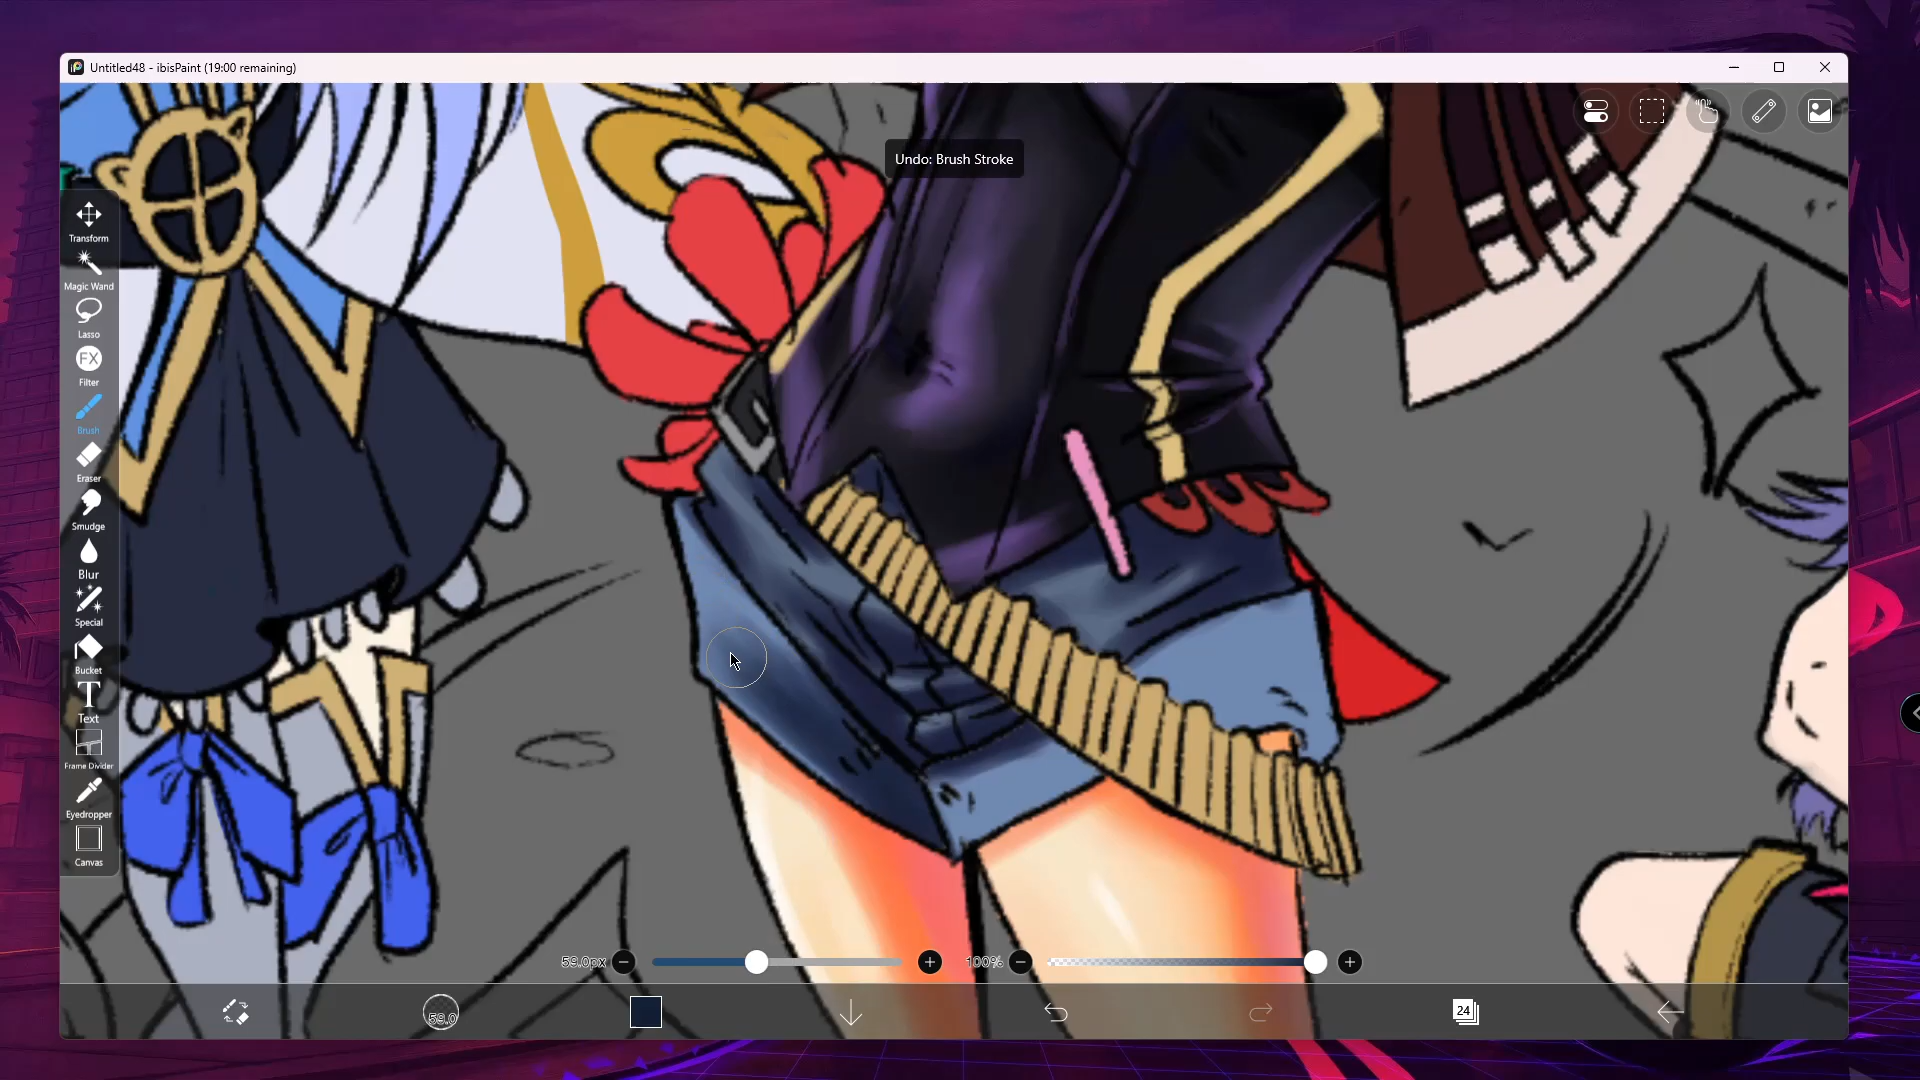 Untitled48 - ibisPaint (19:00 remaining)
Undo: Brush Stroke
Transform
Magic Wand
Lasso
FX
Filter
Brush
Eraser
Smudge
Blur
Special
Bucket
T
Text
Frame Divider
Eyedropper
Canvas
59.0px
100%
59.0
24